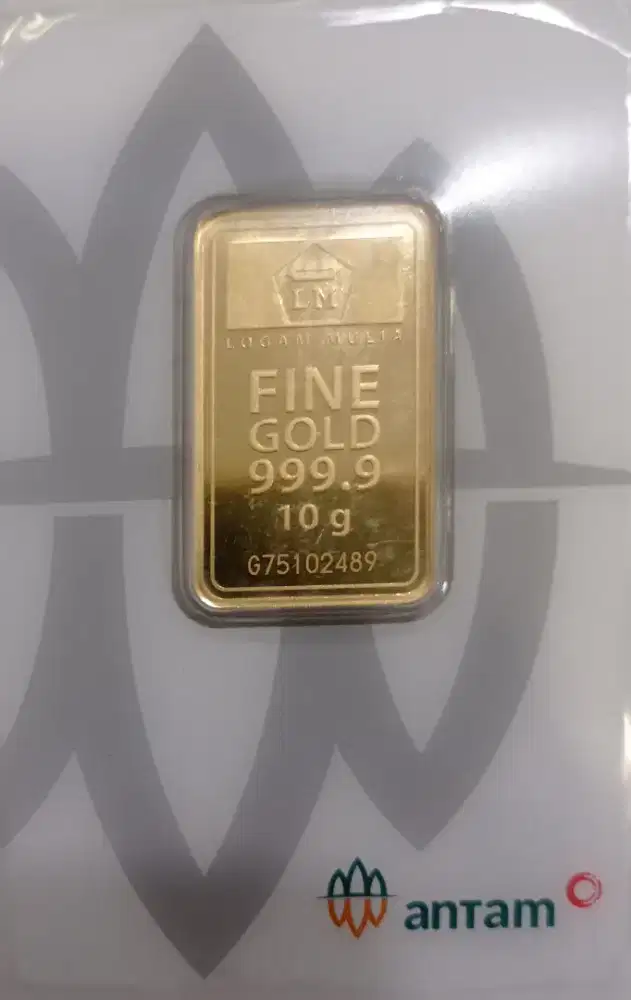 LM
LOGAM MULIA
FINE
GOLD
999.9
10 g
G75102489
antam